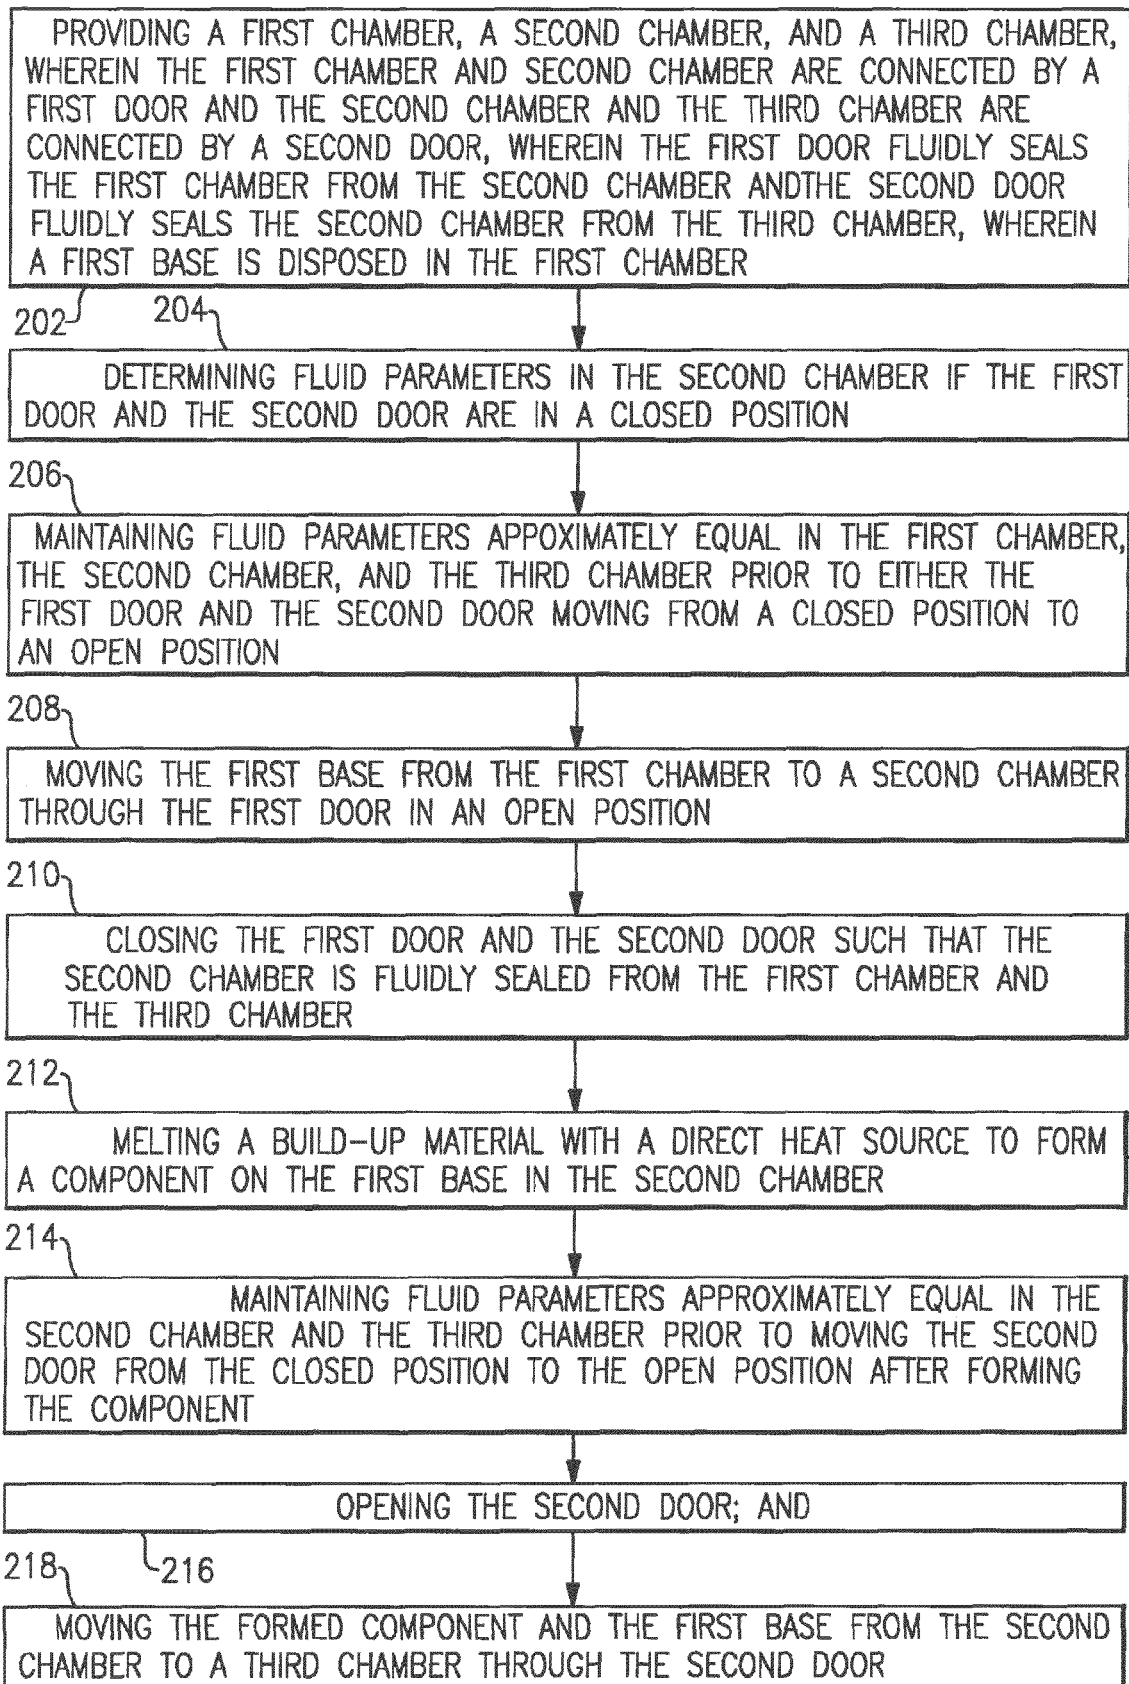 PROVIDING A FIRST CHAMBER, A SECOND CHAMBER, AND A THIRD CHAMBER,
WHEREIN THE FIRST CHAMBER AND SECOND CHAMBER ARE CONNECTED BY A
FIRST DOOR AND THE SECOND CHAMBER AND THE THIRD CHAMBER ARE
CONNECTED BY A SECOND DOOR, WHEREIN THE FIRST DOOR FLUIDLY SEALS
THE FIRST CHAMBER FROM THE SECOND CHAMBER ANDTHE SECOND DOOR
FLUIDLY SEALS THE SECOND CHAMBER FROM THE THIRD CHAMBER, WHEREIN
A FIRST BASE IS DISPOSED IN THE FIRST CHAMBER
202
204
DETERMINING FLUID PARAMETERS IN THE SECOND CHAMBER IF THE FIRST
DOOR AND THE SECOND DOOR ARE IN A CLOSED POSITION
206
MAINTAINING FLUID PARAMETERS APPOXIMATELY EQUAL IN THE FIRST CHAMBER,
THE SECOND CHAMBER, AND THE THIRD CHAMBER PRIOR TO EITHER THE
FIRST DOOR AND THE SECOND DOOR MOVING FROM A CLOSED POSITION TO
AN OPEN POSITION
208
MOVING THE FIRST BASE FROM THE FIRST CHAMBER TO A SECOND CHAMBER
THROUGH THE FIRST DOOR IN AN OPEN POSITION
210
CLOSING THE FIRST DOOR AND THE SECOND DOOR SUCH THAT THE
SECOND CHAMBER IS FLUIDLY SEALED FROM THE FIRST CHAMBER AND
THE THIRD CHAMBER
212
MELTING A BUILD-UP MATERIAL WITH A DIRECT HEAT SOURCE TO FORM
A COMPONENT ON THE FIRST BASE IN THE SECOND CHAMBER
214
MAINTAINING FLUID PARAMETERS APPROXIMATELY EQUAL IN THE
SECOND CHAMBER AND THE THIRD CHAMBER PRIOR TO MOVING THE SECOND
DOOR FROM THE CLOSED POSITION TO THE OPEN POSITION AFTER FORMING
THE COMPONENT
OPENING THE SECOND DOOR; AND
216
218
MOVING THE FORMED COMPONENT AND THE FIRST BASE FROM THE SECOND
CHAMBER TO A THIRD CHAMBER THROUGH THE SECOND DOOR